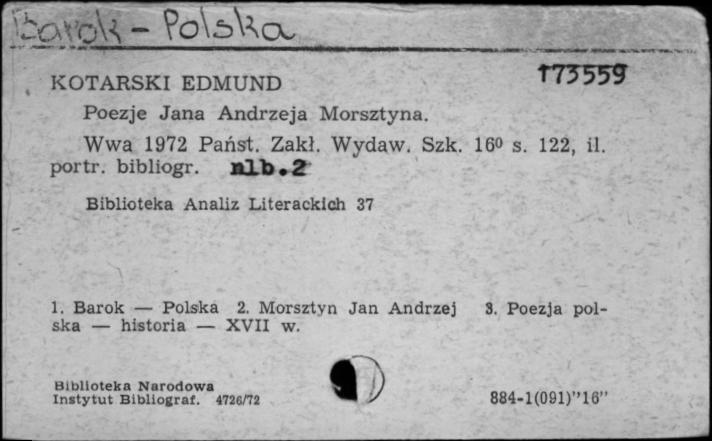 Barok - Polska
173559
KOTARSKI EDMUND
Poezje Jana Andrzeja Morsztyna.
Wwa 1972 Państ. Zakł. Wydaw. Szk. 16⁰ s. 122, il.
portr. bibliogr. nlb.2
Biblioteka Analiz Literackich 37
1. Barok — Polska 2. Morsztyn Jan Andrzej 3. Poezja pol-
ska — historia — XVII w.
Biblioteka Narodowa
Instytut Bibliograf. 4726/72
884-1(091)"16"